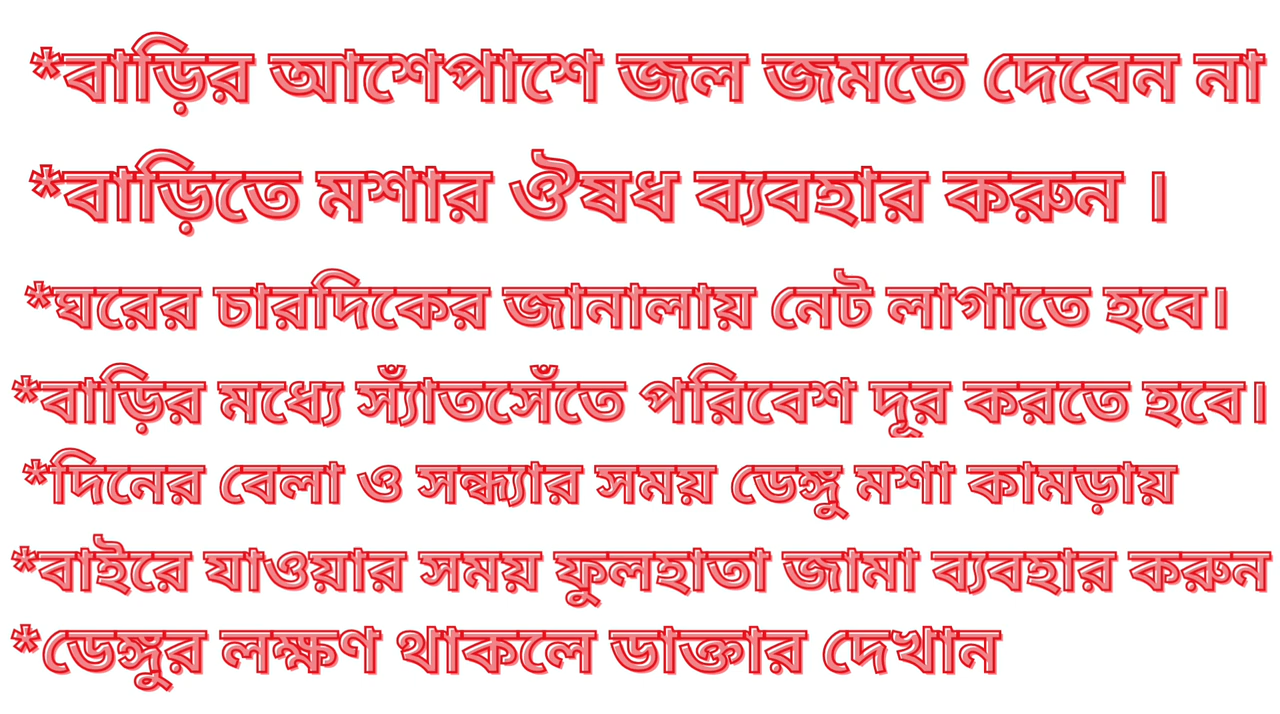 *বাড়ির আশেপাশে জল জমতে দেবেন না
*বাড়িতে মশার ঔষধ ব্যবহার করুন ।
*ঘরের চারদিকের জানালায় নেট লাগাতে হবে।
*বাড়ির মধ্যে স্যাঁতসেঁতে পরিবেশ দূর করতে হবে।
*দিনের বেলা ও সন্ধ্যার সময় ডেঙ্গু মশা কামড়ায়
*বাইরে যাওয়ার সময় ফুলহাতা জামা ব্যবহার করুন
*ডেঙ্গুর লক্ষণ থাকলে ডাক্তার দেখান